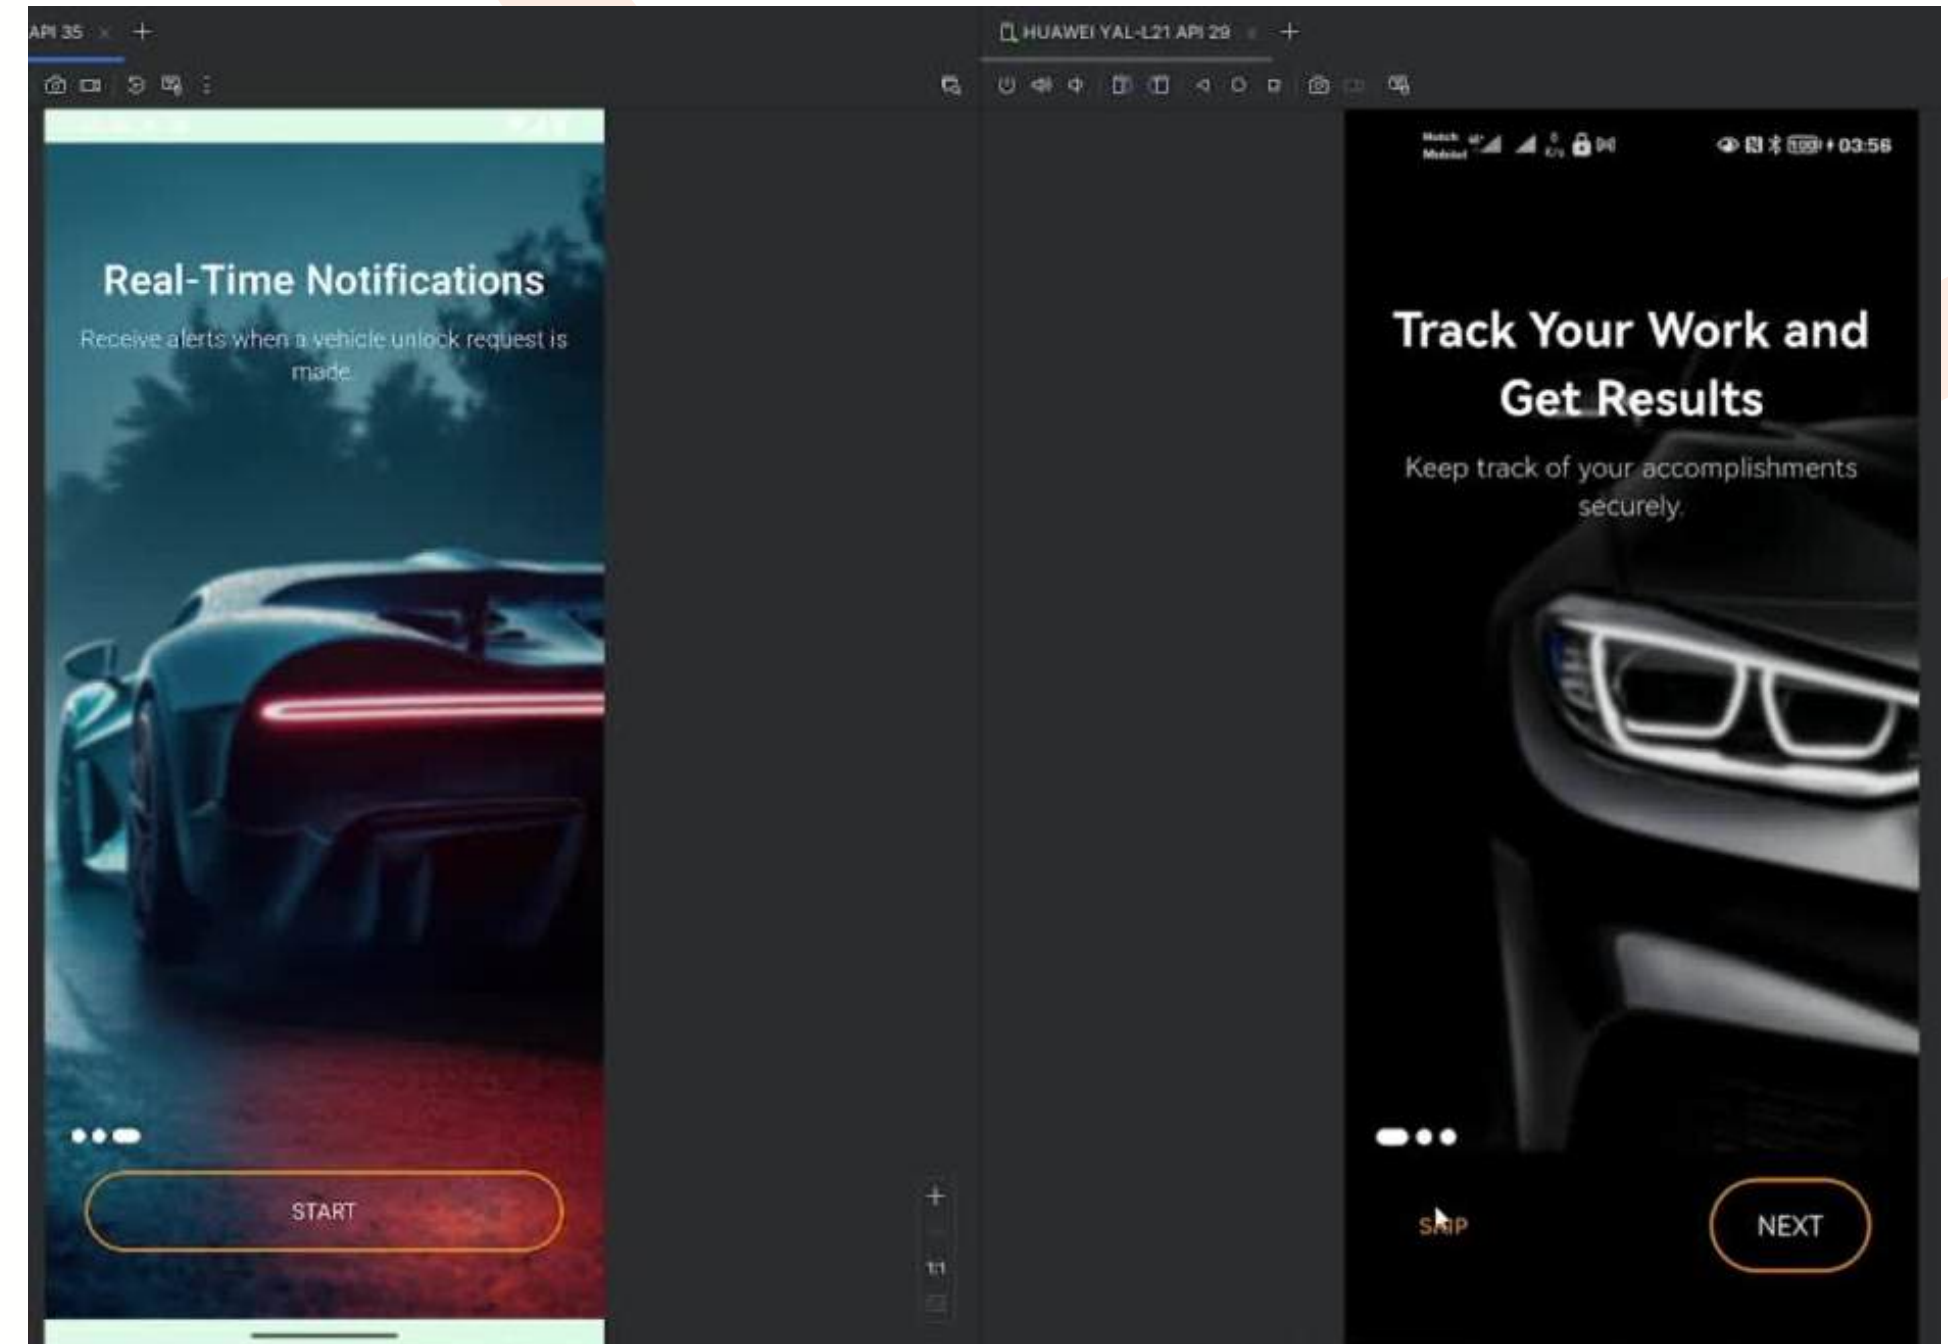 API 35
HUAWEI YAL-L21 API 29
03:56
Real-Time Notifications
Receive alerts when a vehicle unlock request is
made.
START
1:1
Track Your Work and
Get Results
Keep track of your accomplishments
securely.
SKIP
NEXT